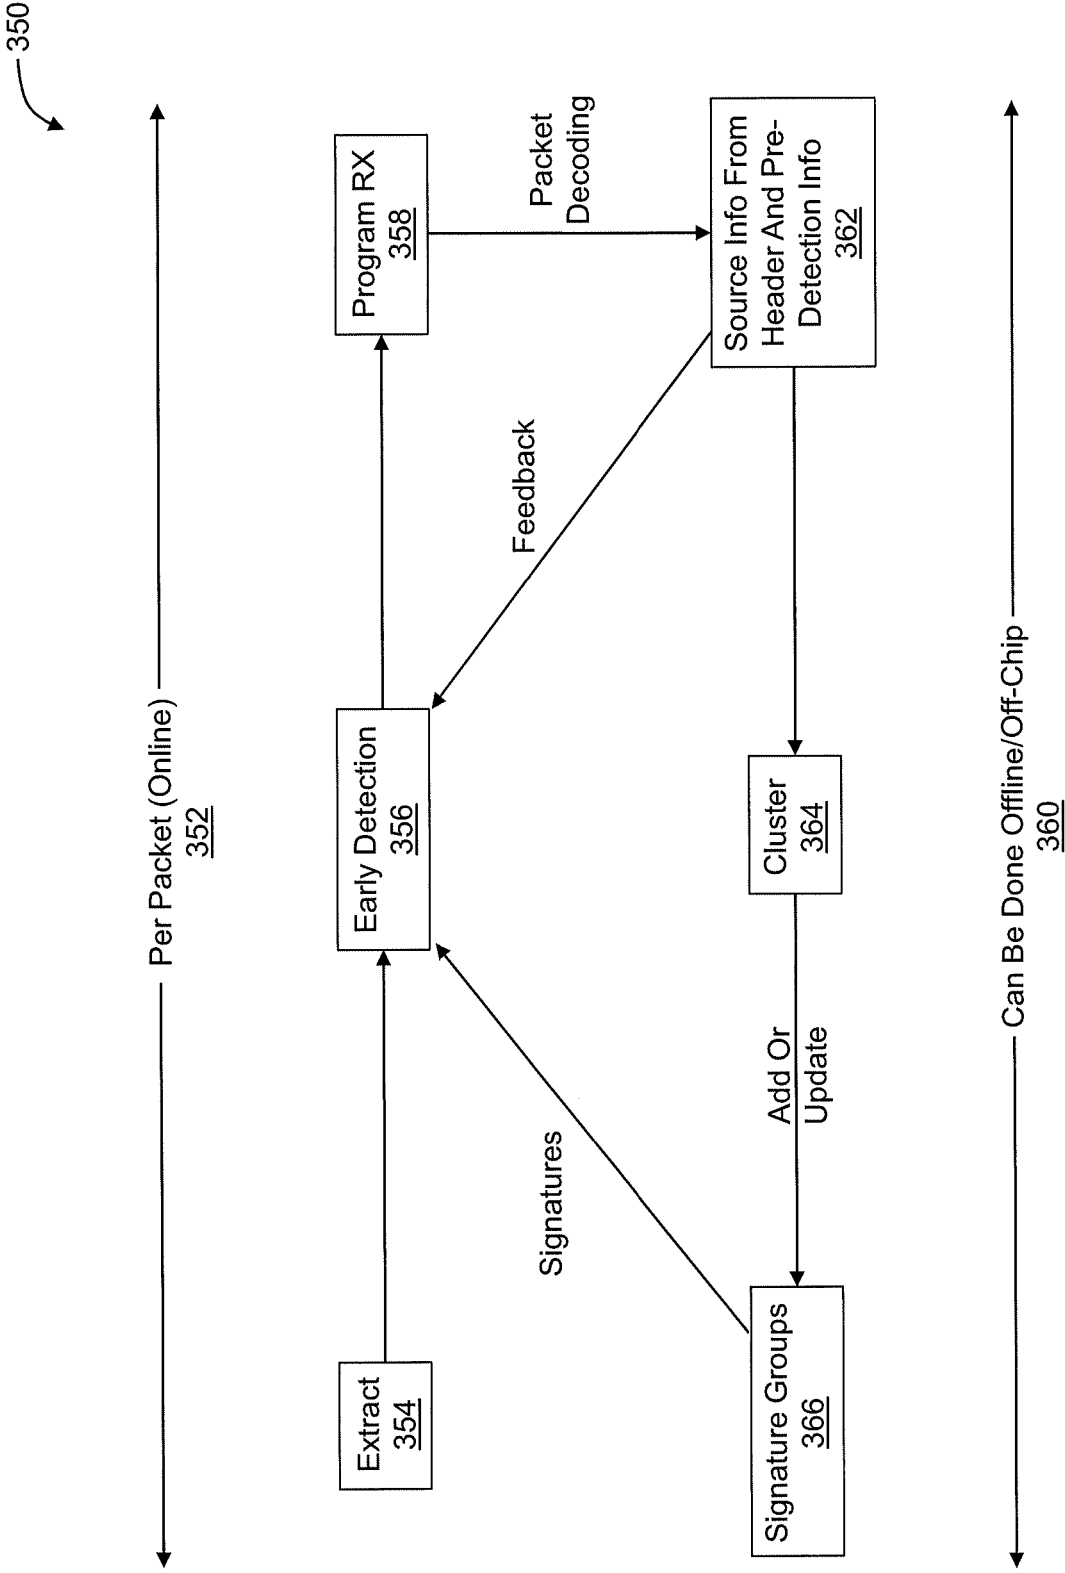 350
Per Packet (Online)
352
Extract
354
Early Detection
356
Program RX
358
Signatures
Feedback
Packet
Decoding
Signature Groups
366
Add Or
Update
Cluster
364
Source Info From
Header And Pre-
Detection Info
362
Can Be Done Offline/Off-Chip
360